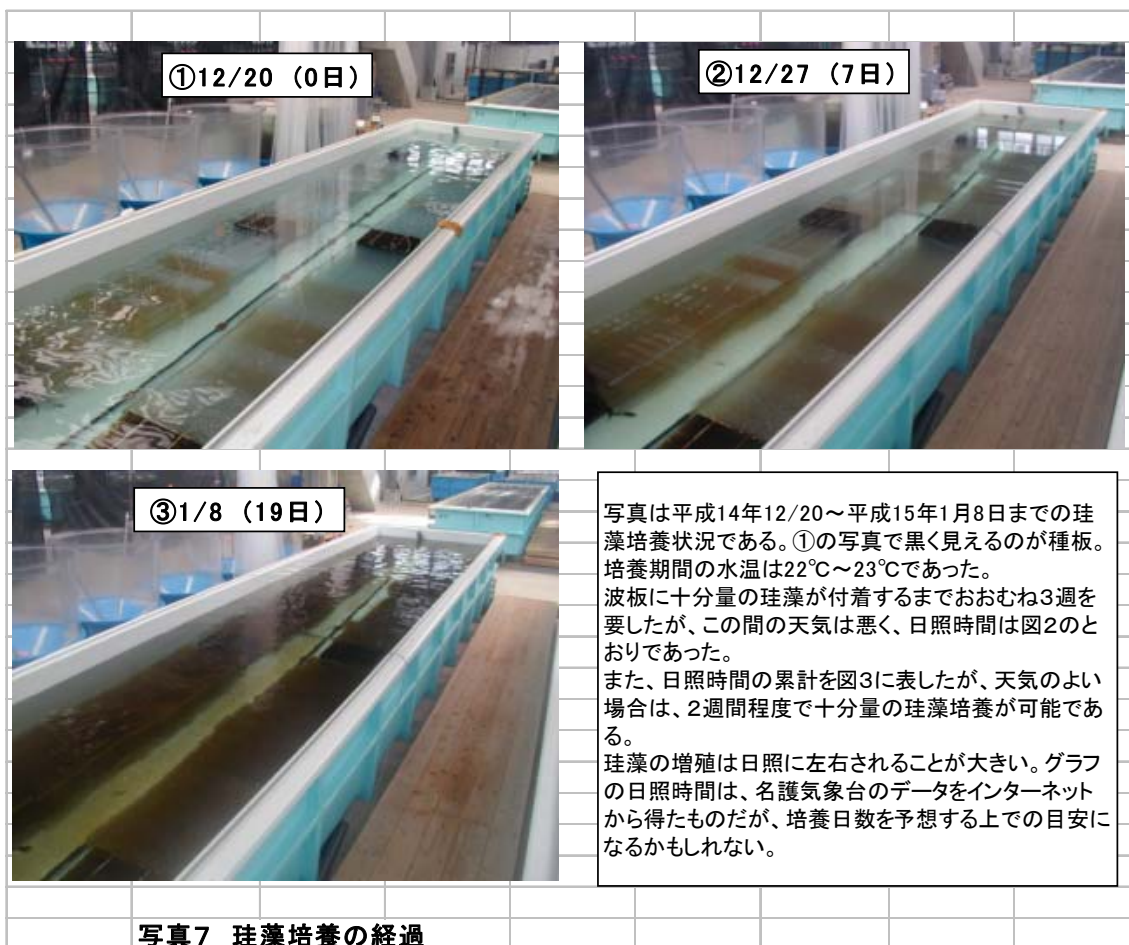 ①12/20 (0日)
②12/27 (7日)
③1/8 (19日)
写真は平成14年12/20～平成15年1月8日までの珪
藻培養状況である。①の写真で黒く見えるのが種板。
培養期間の水温は22℃～23℃であった。
波板に十分量の珪藻が付着するまでおおむね3週を
要したが、この間の天気は悪く、日照時間は図2のと
おりであった。
また、日照時間の累計を図3に表したが、天気のよい
場合は、2週間程度で十分量の珪藻培養が可能であ
る。
珪藻の増殖は日照に左右されることが大きい。グラフ
の日照時間は、名護気象台のデータをインターネット
から得たものだが、培養日数を予想する上での目安に
なるかもしれない。
写真7 珪藻培養の経過